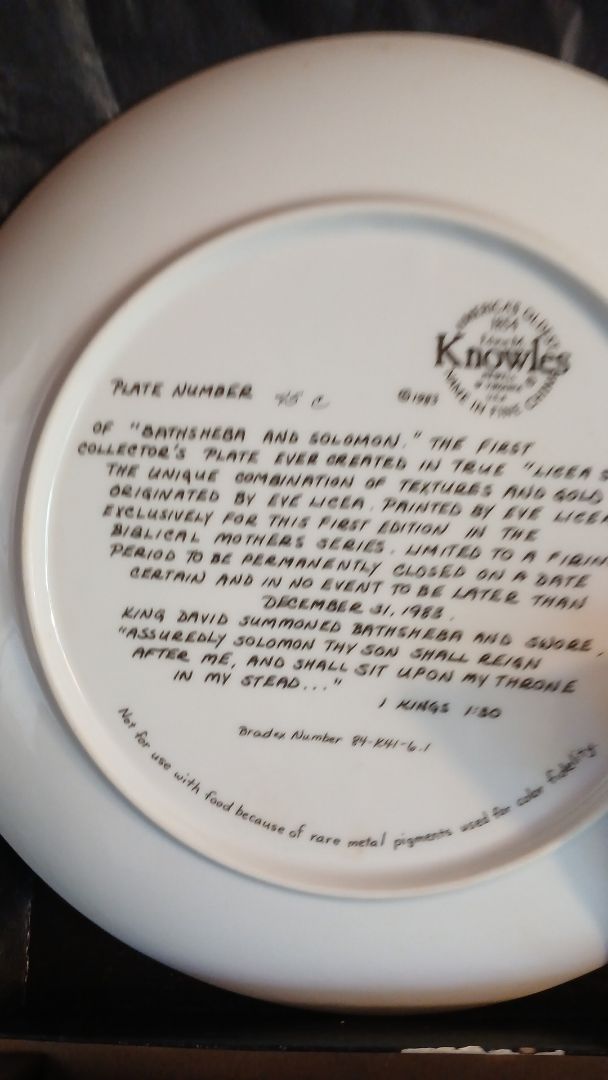 AMERICA'S OLDEST
1854
Knowles
MADE IN FINE CHINA
PLATE NUMBER
©1983
OF "BATHSHEBA AND SOLOMON." THE FIRST
COLLECTOR'S PLATE EVER CREATED IN TRUE "LICEA S
THE UNIQUE COMBINATION OF TEXTURES AND GOLD
ORIGINATED BY EVE LICEA. PAINTED BY EVE LICEA
EXCLUSIVELY FOR THIS FIRST EDITION IN THE
BIBLICAL MOTHERS SERIES. LIMITED TO A FIRIN
PERIOD TO BE PERMANENTLY CLOSED ON A DATE
CERTAIN AND IN NO EVENT TO BE LATER THAN
DECEMBER 31, 1983.
KING DAVID SUMMONED BATHSHEBA AND SWORE,
"ASSUREDLY SOLOMON THY SON SHALL REIGN
AFTER ME, AND SHALL SIT UPON MY THRONE
IN MY STEAD..."
1 KINGS 1:30
Bradex Number 84-K41-6.1
Not for use with food because of rare metal pigments used for color fidelity.